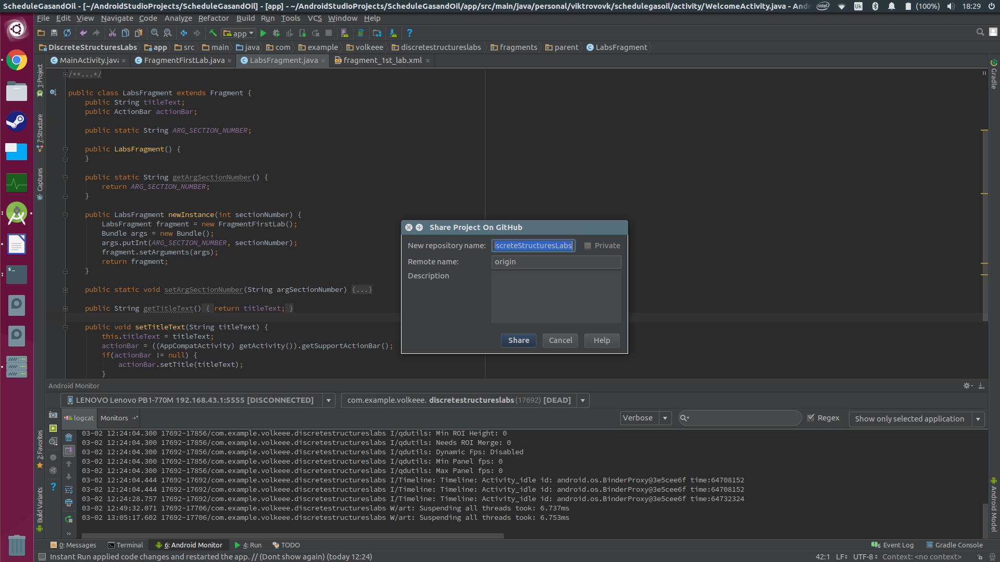 ScheduleGasandOil - [~/AndroidStudioProjects/ScheduleGasandOil] - [app] - ~/AndroidStudioProjects/ScheduleGasandOil/app/src/main/java/personal/viktrovovk/schedulegasoil/activity/WelcomeActivity.java - Andr
intel Uk (100%) 18:29
File Edit View Navigate Code Analyze Refactor Build Run Tools VCS Window Help
app
DiscreteStructuresLabs app src main java com example volkeee discretestructureslabs fragments parent LabsFragment
MainActivity.java FragmentFirstLab.java LabsFragment.java fragment_1st_lab.xml
1: Project
7: Structure
Captures
2: Favorites
Build Variants
Gradle
Android Model
/**...*/
public class LabsFragment extends Fragment {
public String titleText;
public ActionBar actionBar;
public static String ARG_SECTION_NUMBER;
public LabsFragment() {
}
public static String getArgSectionNumber() {
return ARG_SECTION_NUMBER;
}
public LabsFragment newInstance(int sectionNumber) {
LabsFragment fragment = new FragmentFirstLab();
Bundle args = new Bundle();
args.putInt(ARG_SECTION_NUMBER, sectionNumber);
fragment.setArguments(args);
return fragment;
}
public static void setArgSectionNumber(String argSectionNumber) {...}
public String getTitleText() { return titleText; }
public void setTitleText(String titleText) {
this.titleText = titleText;
actionBar = ((AppCompatActivity) getActivity()).getSupportActionBar();
if(actionBar != null) {
actionBar.setTitle(titleText);
}
Share Project On GitHub
New repository name: iscreteStructuresLabs Private
Remote name: origin
Description
Share Cancel Help
Android Monitor
LENOVO Lenovo PB1-770M 192.168.43.1:5555 [DISCONNECTED] com.example.volkeee. discretestructureslabs (17692) [DEAD]
logcat Monitors Verbose Regex Show only selected application
03-02 12:24:04.300 17692-17856/com.example.volkeee.discretestructureslabs I/qdutils: Min ROI Height: 0
03-02 12:24:04.300 17692-17856/com.example.volkeee.discretestructureslabs I/qdutils: Needs ROI Merge: 0
03-02 12:24:04.300 17692-17856/com.example.volkeee.discretestructureslabs I/qdutils: Dynamic Fps: Disabled
03-02 12:24:04.300 17692-17856/com.example.volkeee.discretestructureslabs I/qdutils: Min Panel fps: 0
03-02 12:24:04.300 17692-17856/com.example.volkeee.discretestructureslabs I/qdutils: Max Panel fps: 0
03-02 12:24:04.444 17692-17692/com.example.volkeee.discretestructureslabs I/Timeline: Timeline: Activity_idle id: android.os.BinderProxy@3e5cee6f time:64708152
03-02 12:24:04.444 17692-17692/com.example.volkeee.discretestructureslabs I/Timeline: Timeline: Activity_idle id: android.os.BinderProxy@3e5cee6f time:64708152
03-02 12:24:28.757 17692-17692/com.example.volkeee.discretestructureslabs I/Timeline: Timeline: Activity_idle id: android.os.BinderProxy@3e5cee6f time:64732324
03-02 12:49:32.071 17692-17706/com.example.volkeee.discretestructureslabs W/art: Suspending all threads took: 6.737ms
03-02 13:05:17.602 17692-17706/com.example.volkeee.discretestructureslabs W/art: Suspending all threads took: 6.753ms
0: Messages Terminal 6: Android Monitor 4: Run TODO 6 Event Log Gradle Console
Instant Run applied code changes and restarted the app. // (Dont show again) (today 12:24) 42:1 LF UTF-8 Context: <no context>